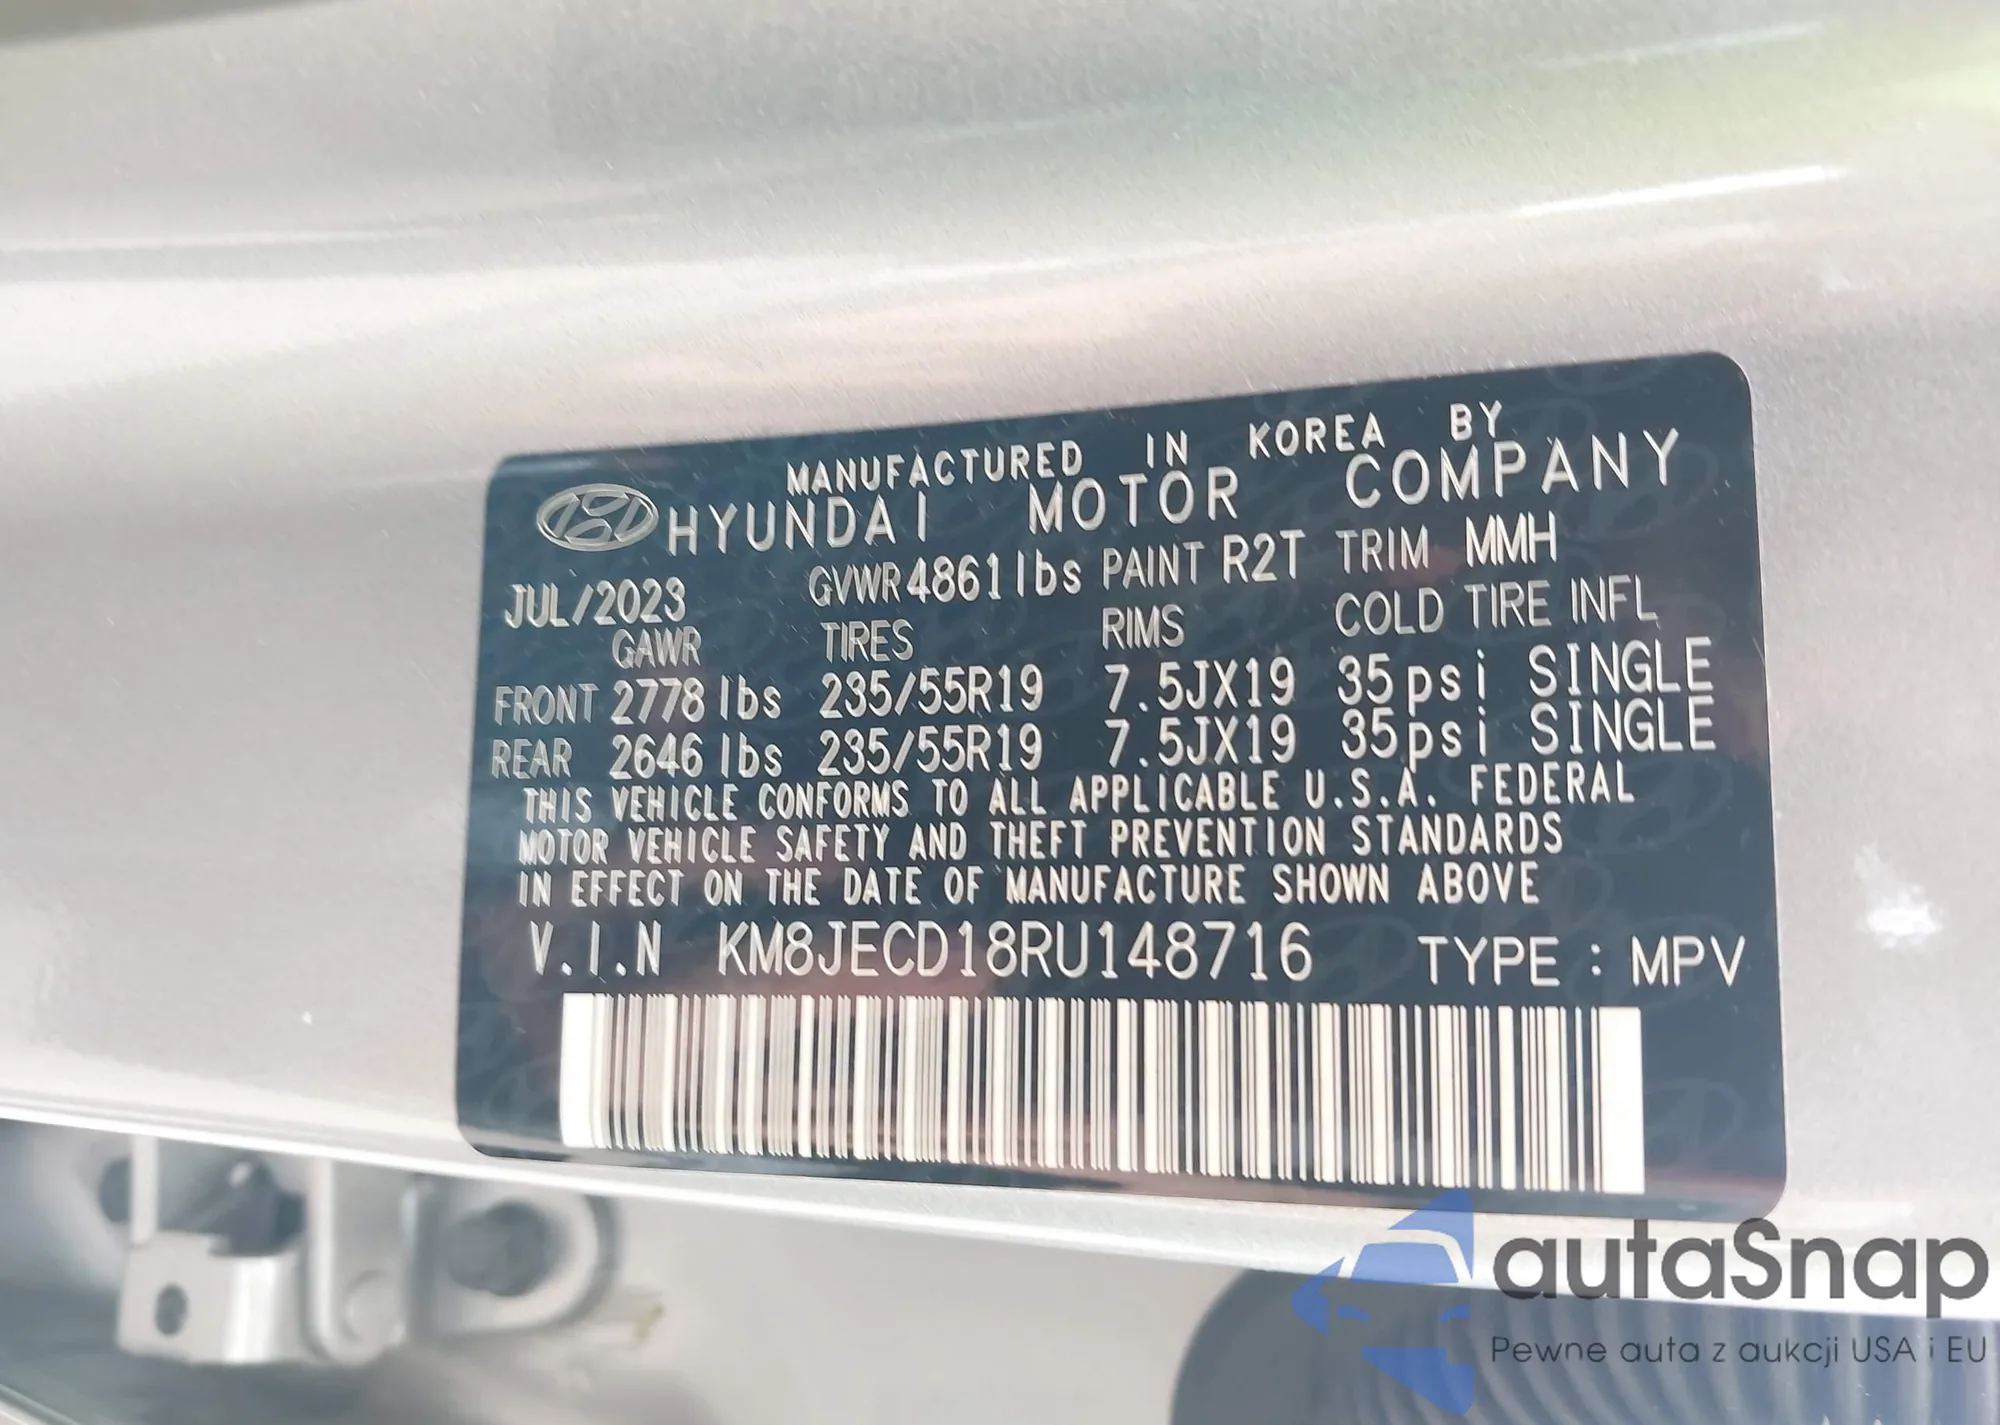 MANUFACTURED IN KOREA BY
HYUNDAI MOTOR COMPANY
JUL/2023 GVWR 4861 lbs PAINT R2T TRIM MMH
GAWR TIRES RIMS COLD TIRE INFL
FRONT 2778 lbs 235/55R19 7.5JX19 35psi SINGLE
REAR 2646 lbs 235/55R19 7.5JX19 35psi SINGLE
THIS VEHICLE CONFORMS TO ALL APPLICABLE U.S.A. FEDERAL
MOTOR VEHICLE SAFETY AND THEFT PREVENTION STANDARDS
IN EFFECT ON THE DATE OF MANUFACTURE SHOWN ABOVE
V.I.N KM8JECD18RU148716 TYPE : MPV
autaSnap
Pewne auta z aukcji USA i EU